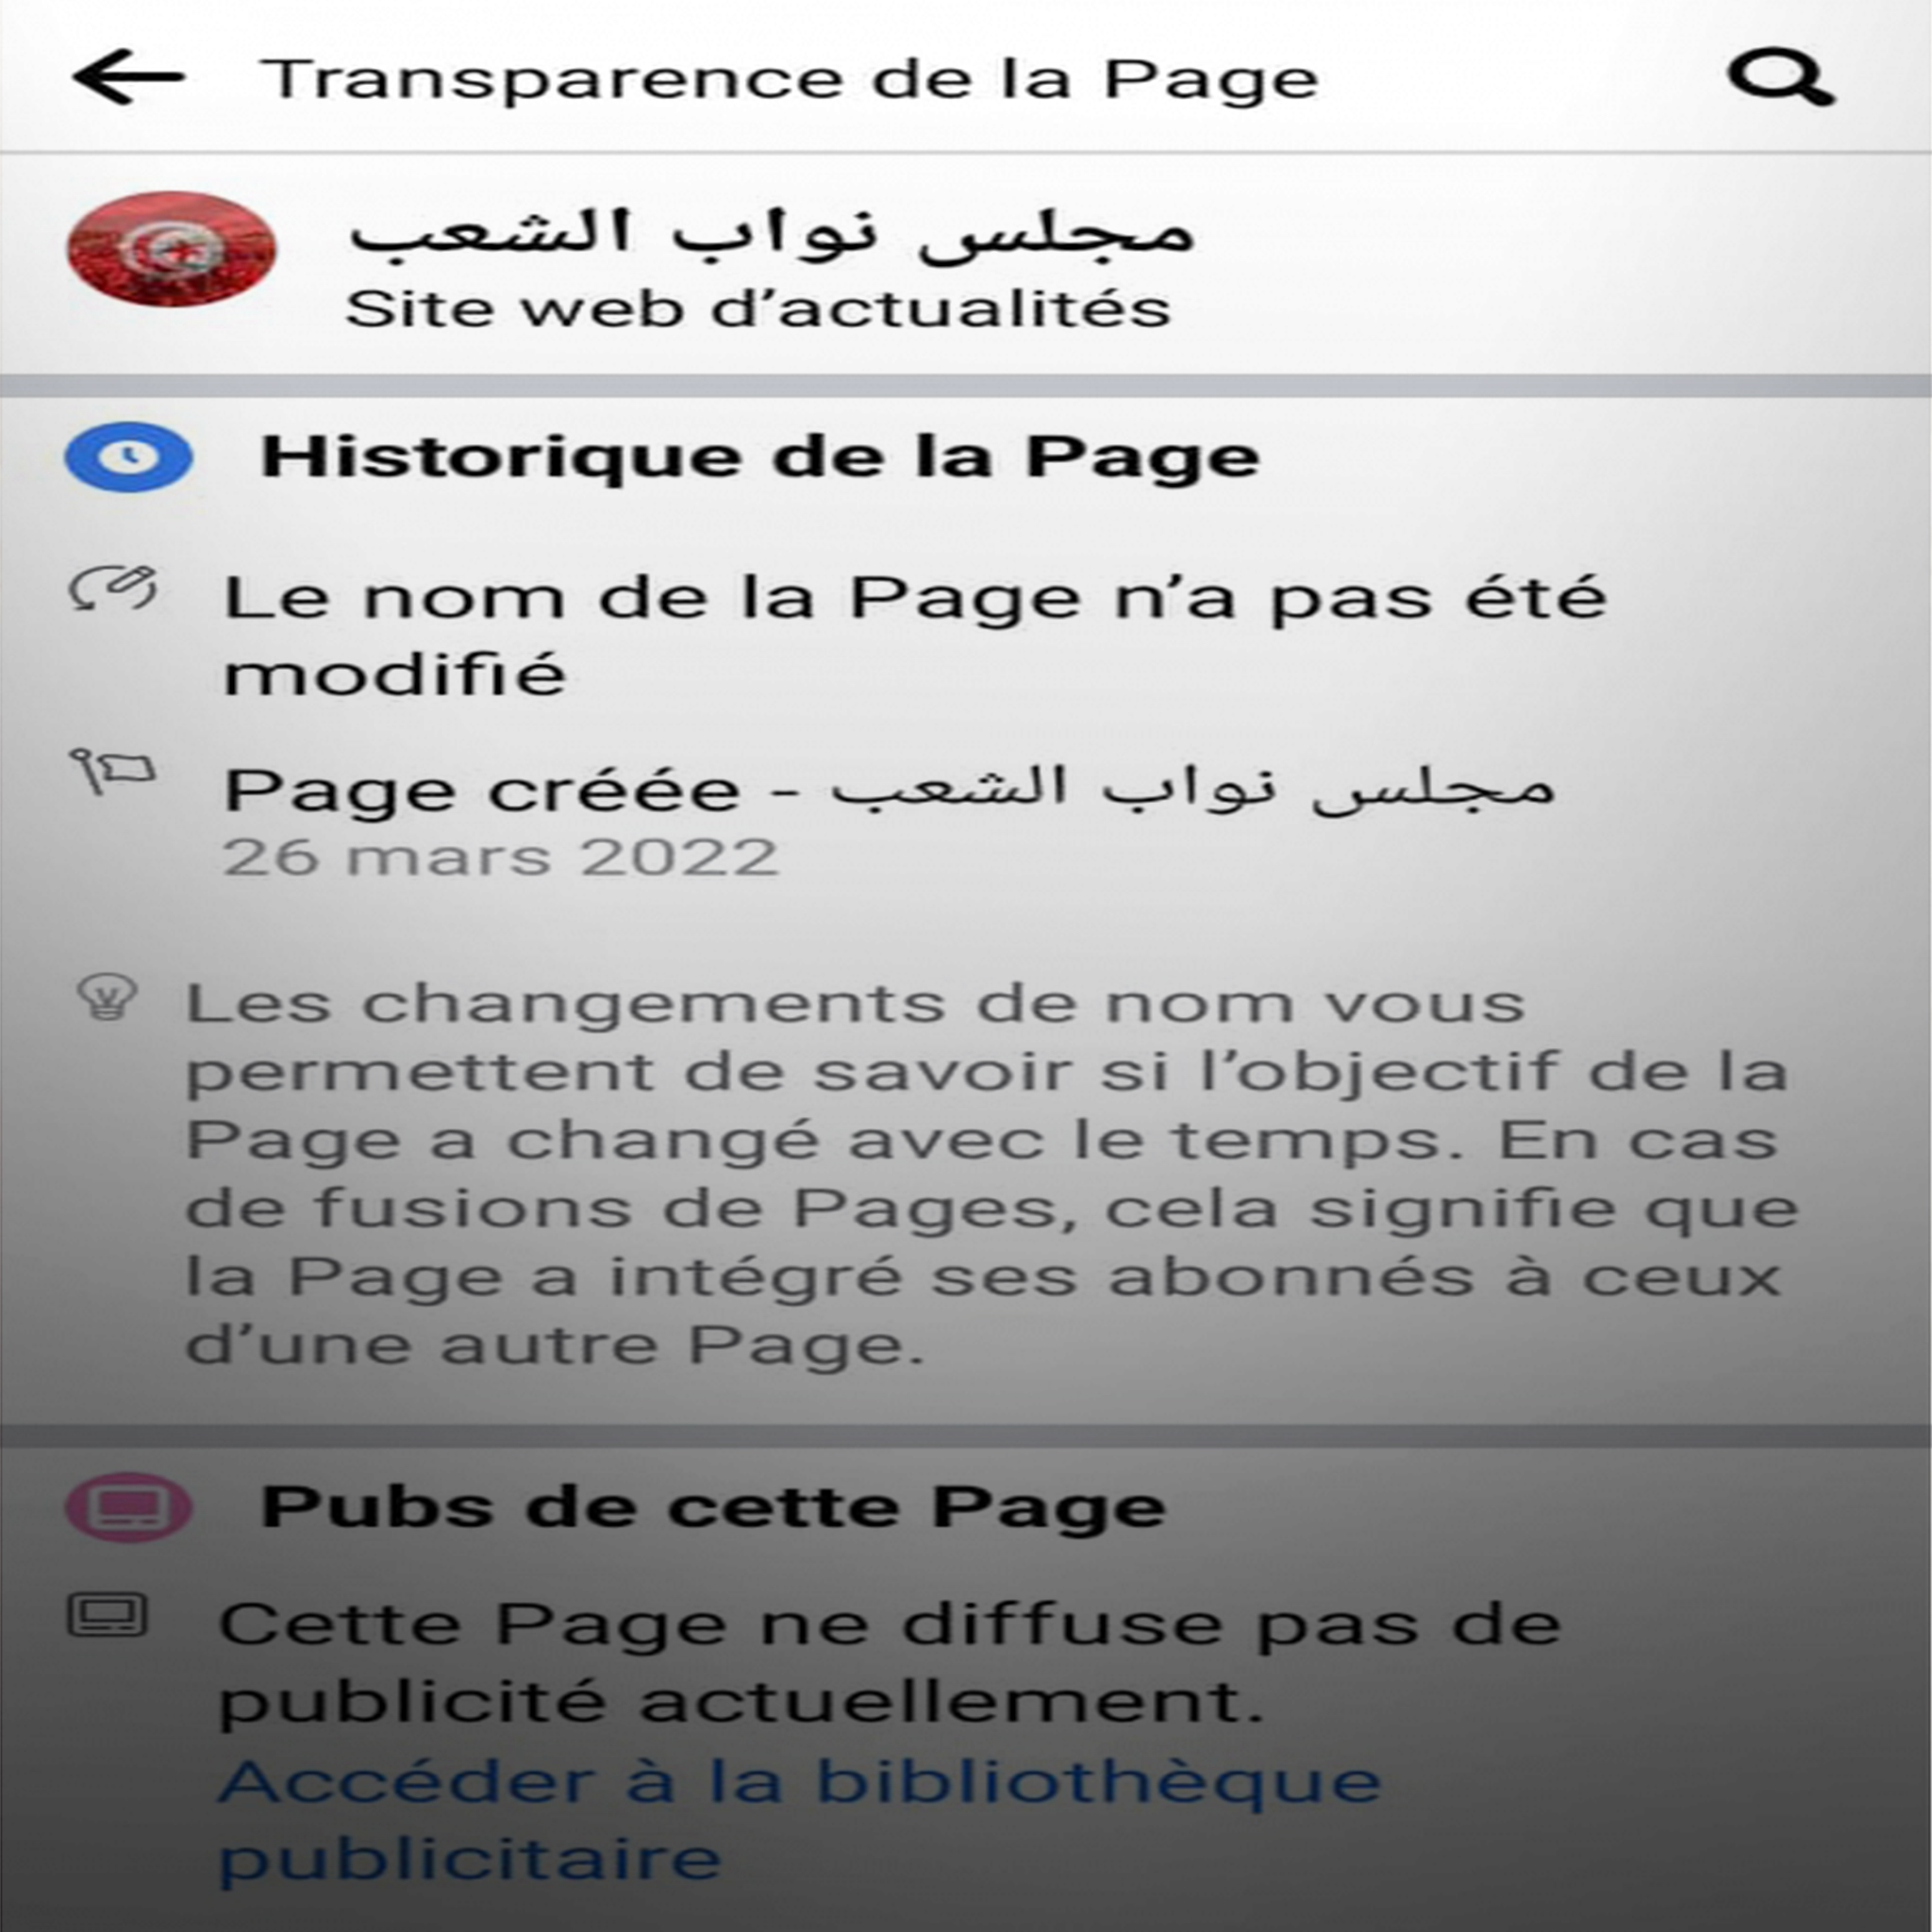 Transparence de la Page
مجلس نواب الشعب
Site web d’actualités
Historique de la Page
Le nom de la Page n’a pas été
modifié
Page créée - مجلس نواب الشعب
26 mars 2022
Les changements de nom vous
permettent de savoir si l’objectif de la
Page a changé avec le temps. En cas
de fusions de Pages, cela signifie que
la Page a intégré ses abonnés à ceux
d’une autre Page.
Pubs de cette Page
Cette Page ne diffuse pas de
publicité actuellement.
Accéder à la bibliothèque
publicitaire